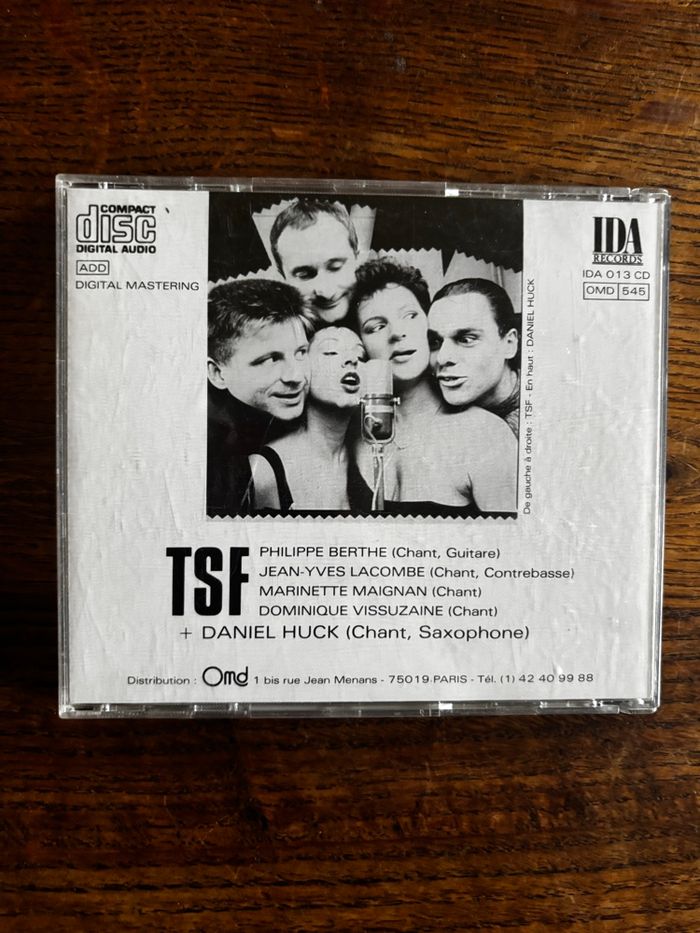 COMPACT
disc
DIGITAL AUDIO
ADD
DIGITAL MASTERING
IDA
RECORDS
IDA 013 CD
OMD 545
De gauche à droite : TSF - En haut : DANIEL HUCK
TSF
PHILIPPE BERTHE (Chant, Guitare)
JEAN-YVES LACOMBE (Chant, Contrebasse)
MARINETTE MAIGNAN (Chant)
DOMINIQUE VISSUZAINE (Chant)
+ DANIEL HUCK (Chant, Saxophone)
Distribution : Omd 1 bis rue Jean Menans - 75019 PARIS - Tél. (1) 42 40 99 88